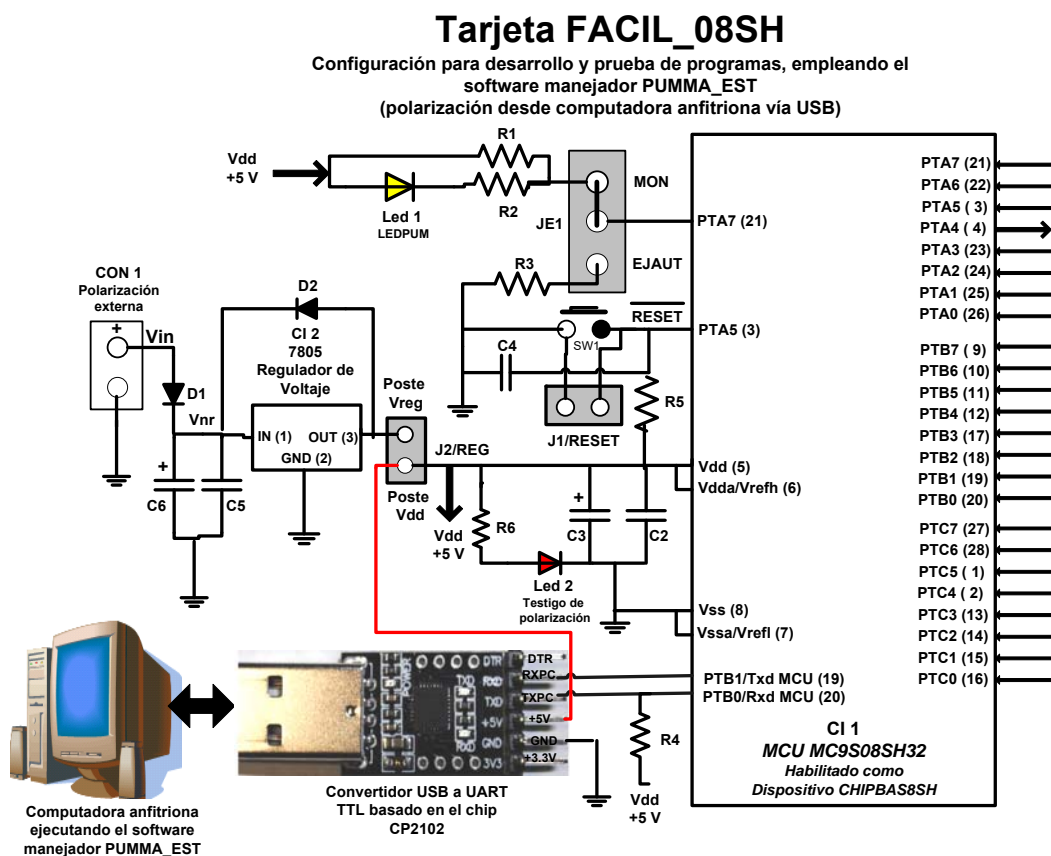 Tarjeta FACIL_08SH
Configuración para desarrollo y prueba de programas, empleando el
software manejador PUMMA_EST
(polarización desde computadora anfitriona vía USB)
Vdd
+5 V
R1
Led 1
LEDPUM
R2
MON
JE1
EJAUT
R3
PTA7 (21)
CON 1
Polarización
externa
+
Vin
D1
Vnr
D2
CI 2
7805
Regulador de
Voltaje
IN (1)
OUT (3)
GND (2)
+
C6
C5
Poste
Vreg
J2/REG
Poste
Vdd
Vdd
+5 V
C4
SW1
RESET
PTA5 (3)
J1/RESET
R5
R6
Led 2
Testigo de
polarización
+
C3
C2
Vdd (5)
Vdda/Vrefh (6)
Vss (8)
Vssa/Vrefl (7)
PTB1/Txd MCU (19)
PTB0/Rxd MCU (20)
R4
Vdd
+5 V
PTA7 (21)
PTA6 (22)
PTA5 ( 3)
PTA4 ( 4)
PTA3 (23)
PTA2 (24)
PTA1 (25)
PTA0 (26)
PTB7 ( 9)
PTB6 (10)
PTB5 (11)
PTB4 (12)
PTB3 (17)
PTB2 (18)
PTB1 (19)
PTB0 (20)
PTC7 (27)
PTC6 (28)
PTC5 ( 1)
PTC4 ( 2)
PTC3 (13)
PTC2 (14)
PTC1 (15)
PTC0 (16)
CI 1
MCU MC9S08SH32
Habilitado como
Dispositivo CHIPBAS8SH
POWER
TXD
RXD
DTR
RXD
TXD
+5V
GND
3V3
DTR
RXPC
TXPC
+5V
GND
+3.3V
Convertidor USB a UART
TTL basado en el chip
CP2102
Computadora anfitriona
ejecutando el software
manejador PUMMA_EST